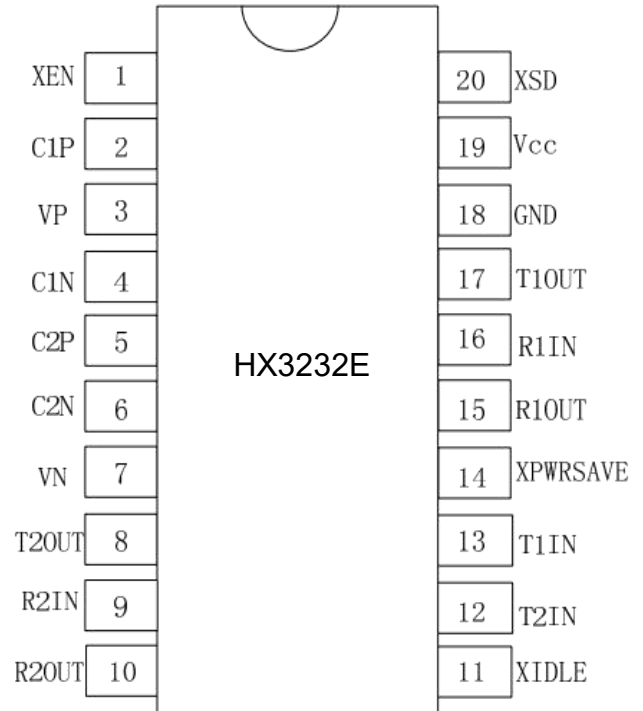 XEN 1 20 XSD
C1P 2 19 Vcc
VP 3 18 GND
C1N 4 17 T1OUT
C2P 5 16 R1IN
HX3232E
C2N 6 15 R1OUT
VN 7 14 XPWRSAVE
T2OUT 8 13 T1IN
R2IN 9 12 T2IN
R2OUT 10 11 XIDLE